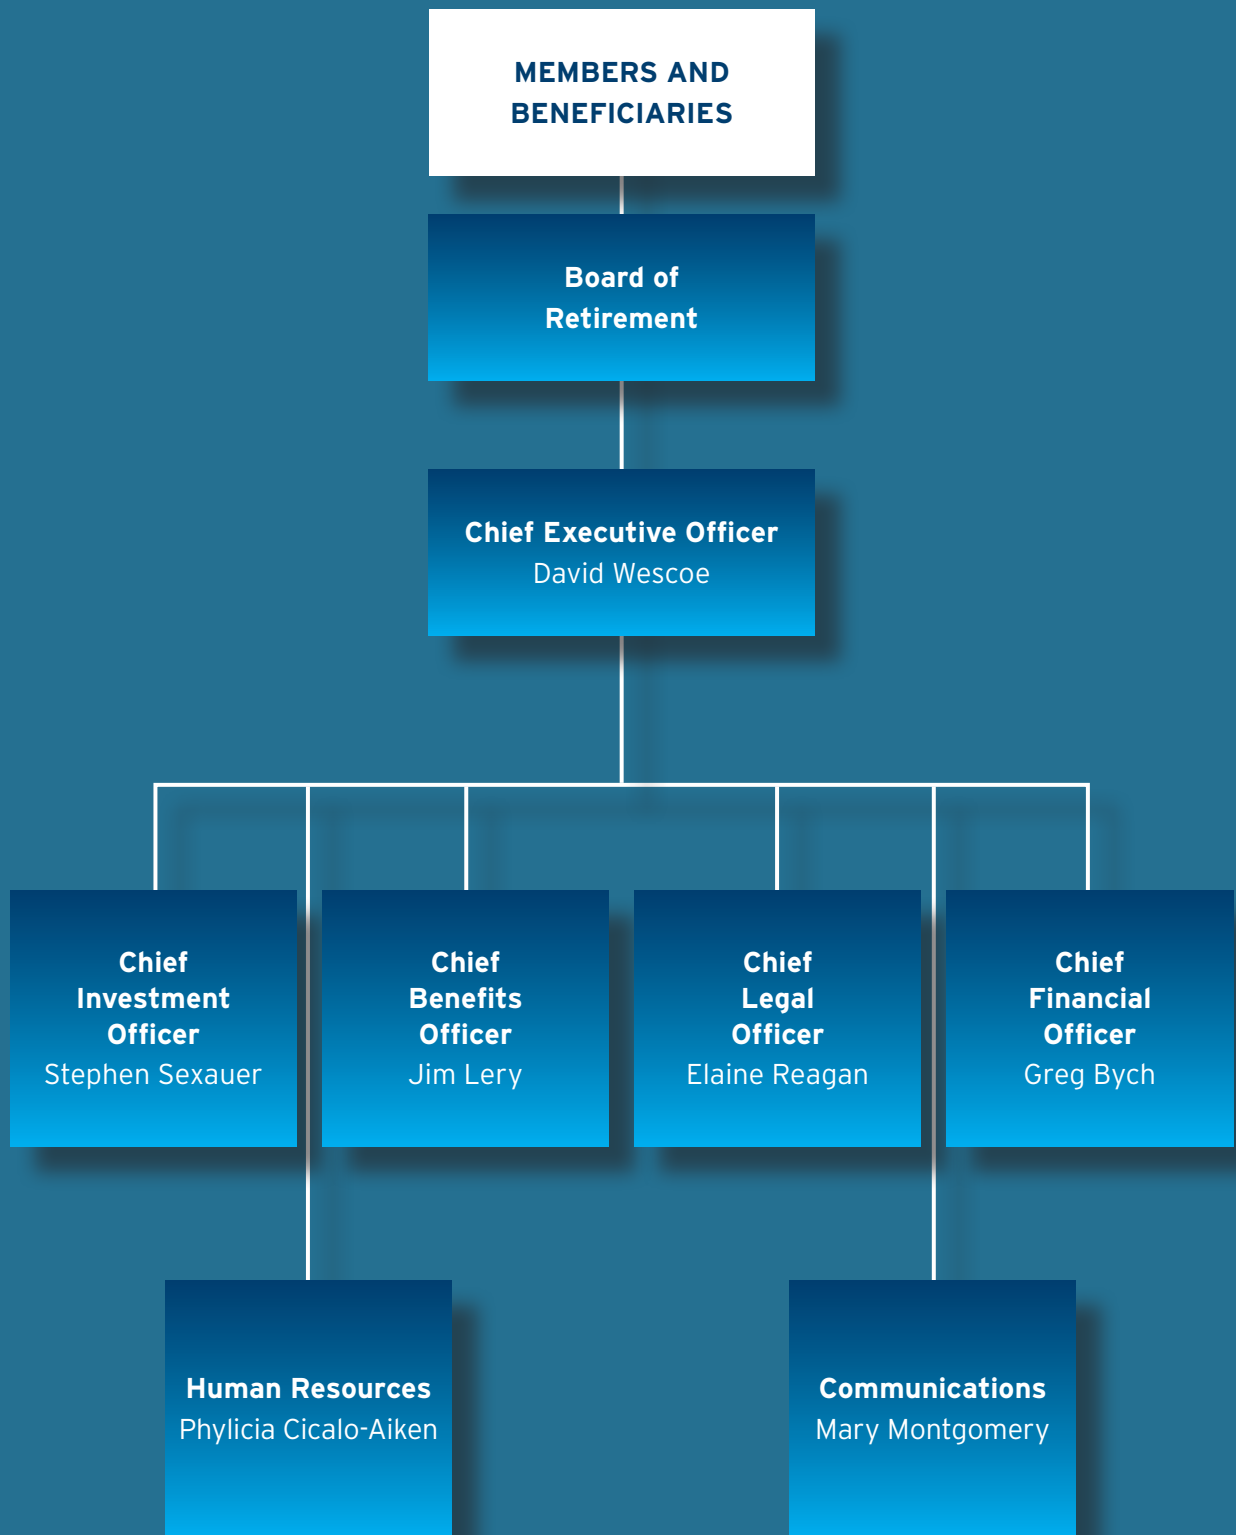 MEMBERS AND
BENEFICIARIES
Board of
Retirement
Chief Executive Officer
David Wescoe
Chief
Investment
Officer
Stephen Sexauer
Chief
Benefits
Officer
Jim Lery
Chief
Legal
Officer
Elaine Reagan
Chief
Financial
Officer
Greg Bych
Human Resources
Phylicia Cicalo-Aiken
Communications
Mary Montgomery